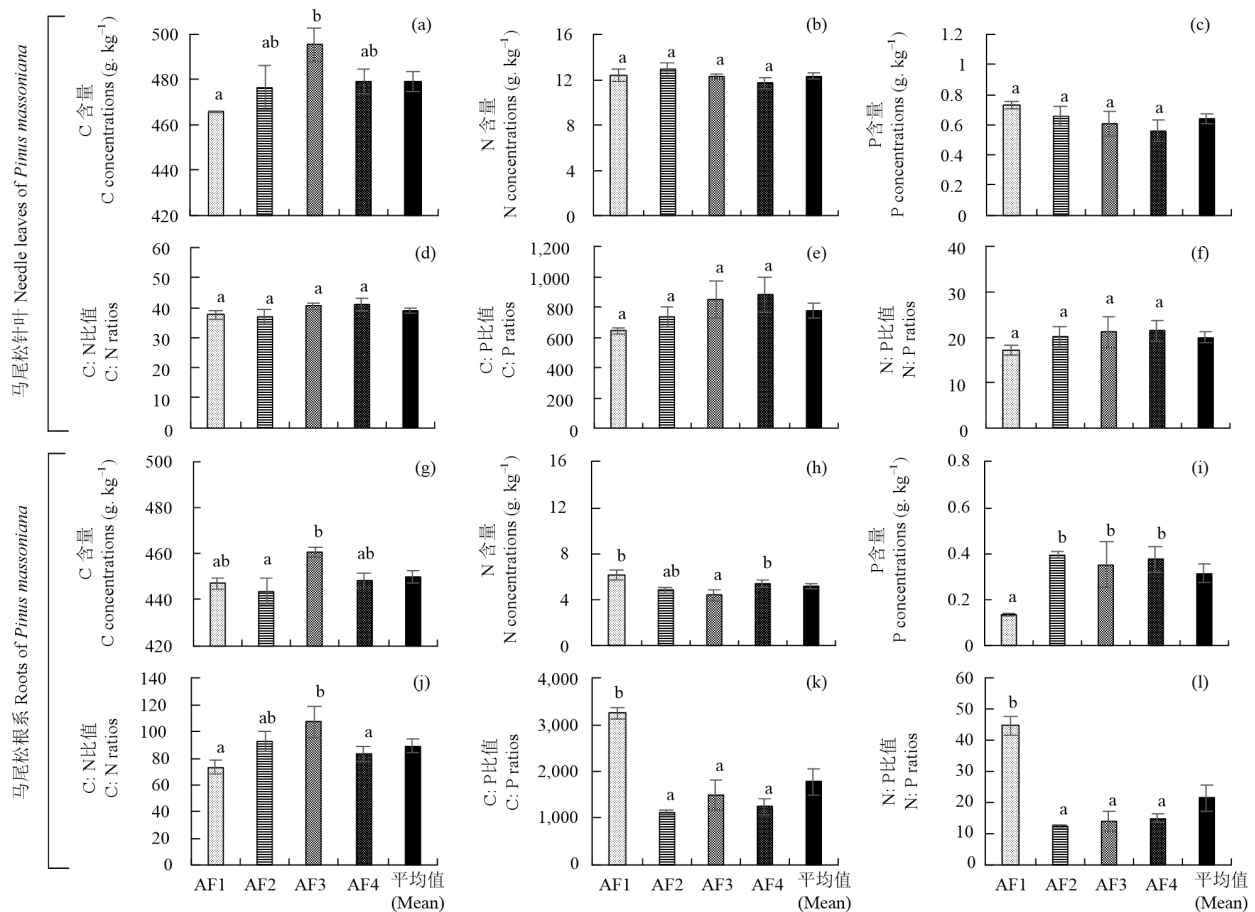 马尾松针叶 Needle leaves of Pinus massoniana
C 含量
C concentrations (g. kg⁻¹)
500
480
460
440
420
(a)
a
ab
b
ab
N 含量
N concentrations (g. kg⁻¹)
16
12
8
4
0
(b)
a
a
a
a
P含量
P concentrations (g. kg⁻¹)
1.2
1
0.8
0.6
0.4
0.2
0
(c)
a
a
a
a
C: N比值
C: N ratios
60
50
40
30
20
10
0
(d)
a
a
a
a
C: P比值
C: P ratios
1,200
1,000
800
600
400
200
0
(e)
a
a
a
a
N: P比值
N: P ratios
40
30
20
10
0
(f)
a
a
a
a
马尾松根系 Roots of Pinus massoniana
C 含量
C concentrations (g. kg⁻¹)
500
480
460
440
420
(g)
ab
a
b
ab
N 含量
N concentrations (g. kg⁻¹)
16
12
8
4
0
(h)
b
ab
a
b
P含量
P concentrations (g. kg⁻¹)
0.8
0.6
0.4
0.2
0
(i)
a
b
b
b
C: N比值
C: N ratios
140
120
100
80
60
40
20
0
(j)
a
ab
b
a
AF1 AF2 AF3 AF4 平均值
(Mean)
C: P比值
C: P ratios
4,000
3,000
2,000
1,000
0
(k)
b
a
a
a
AF1 AF2 AF3 AF4 平均值
(Mean)
N: P比值
N: P ratios
60
50
40
30
20
10
0
(l)
b
a
a
a
AF1 AF2 AF3 AF4 平均值
(Mean)